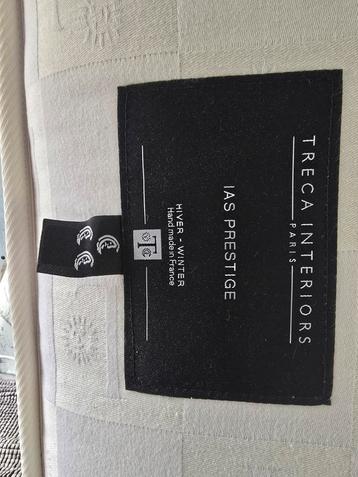 TRECA INTERIORS
PARIS
IAS PRESTIGE
HIVER WINTER
Hand made in France